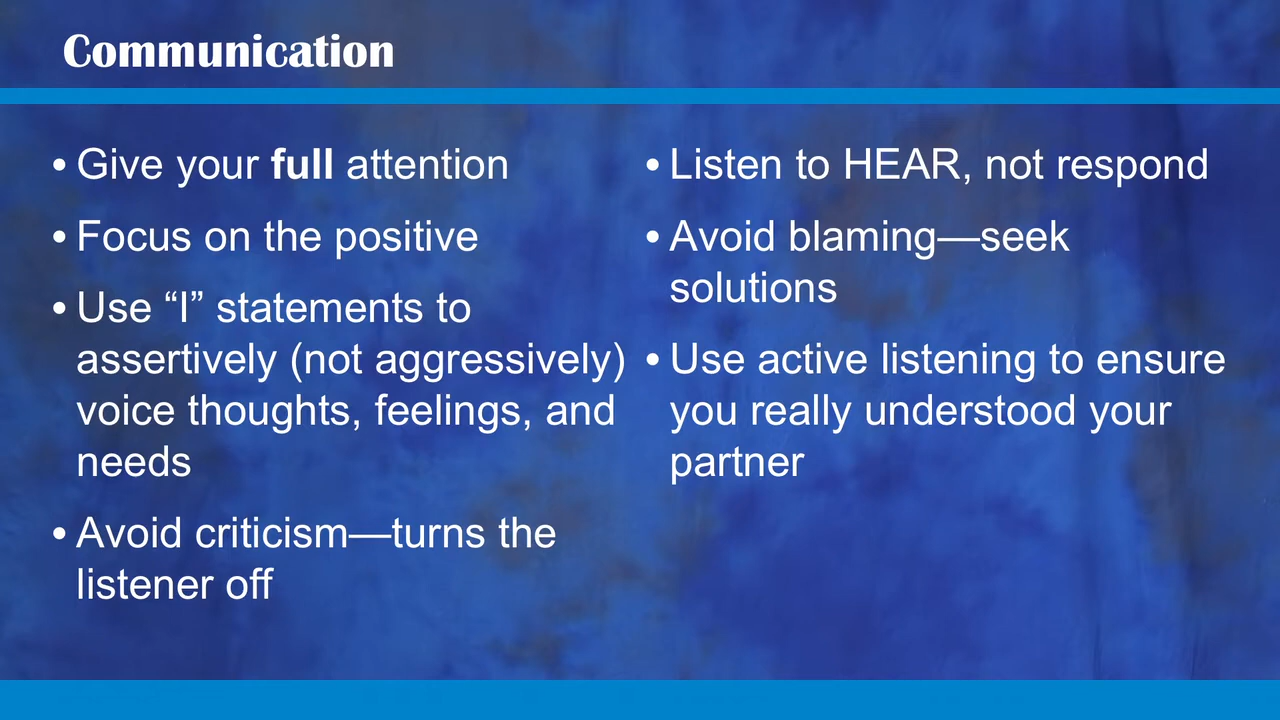 Communication
• Give your full attention
• Focus on the positive
• Use “I” statements to
assertively (not aggressively)
voice thoughts, feelings, and
needs
• Avoid criticism—turns the
listener off
• Listen to HEAR, not respond
• Avoid blaming—seek
solutions
• Use active listening to ensure
you really understood your
partner